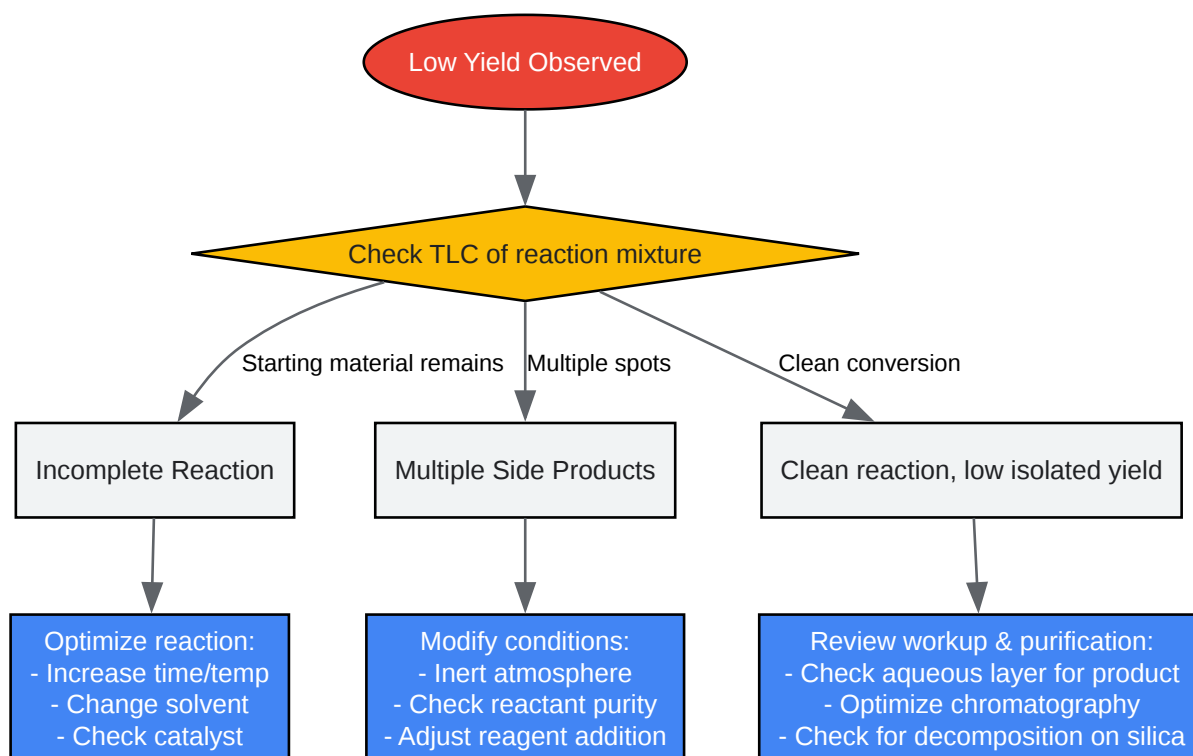 Low Yield Observed
Check TLC of reaction mixture
Starting material remains
Multiple spots
Clean conversion
Incomplete Reaction
Multiple Side Products
Clean reaction, low isolated yield
Optimize reaction:
- Increase time/temp
- Change solvent
- Check catalyst
Modify conditions:
- Inert atmosphere
- Check reactant purity
- Adjust reagent addition
Review workup & purification:
- Check aqueous layer for product
- Optimize chromatography
- Check for decomposition on silica